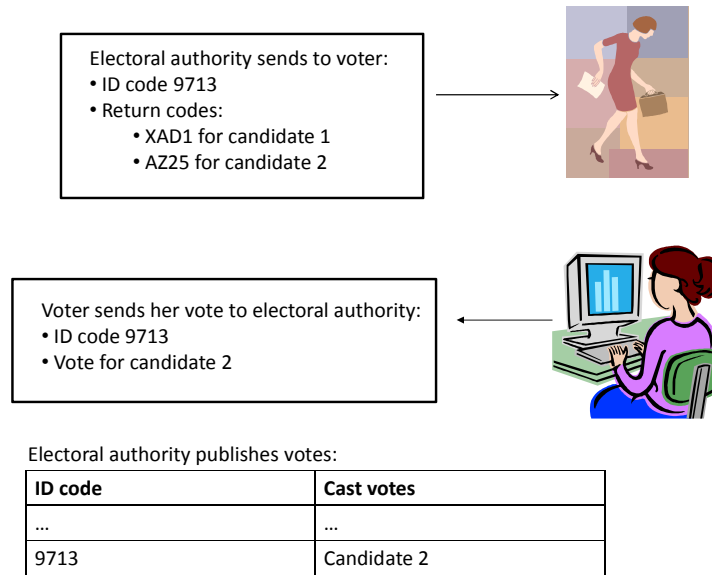 Electoral authority sends to voter:
• ID code 9713
• Return codes:
• XAD1 for candidate 1
• AZ25 for candidate 2
Voter sends her vote to electoral authority:
• ID code 9713
• Vote for candidate 2
Electoral authority publishes votes:
ID code Cast votes
... ...
9713 Candidate 2